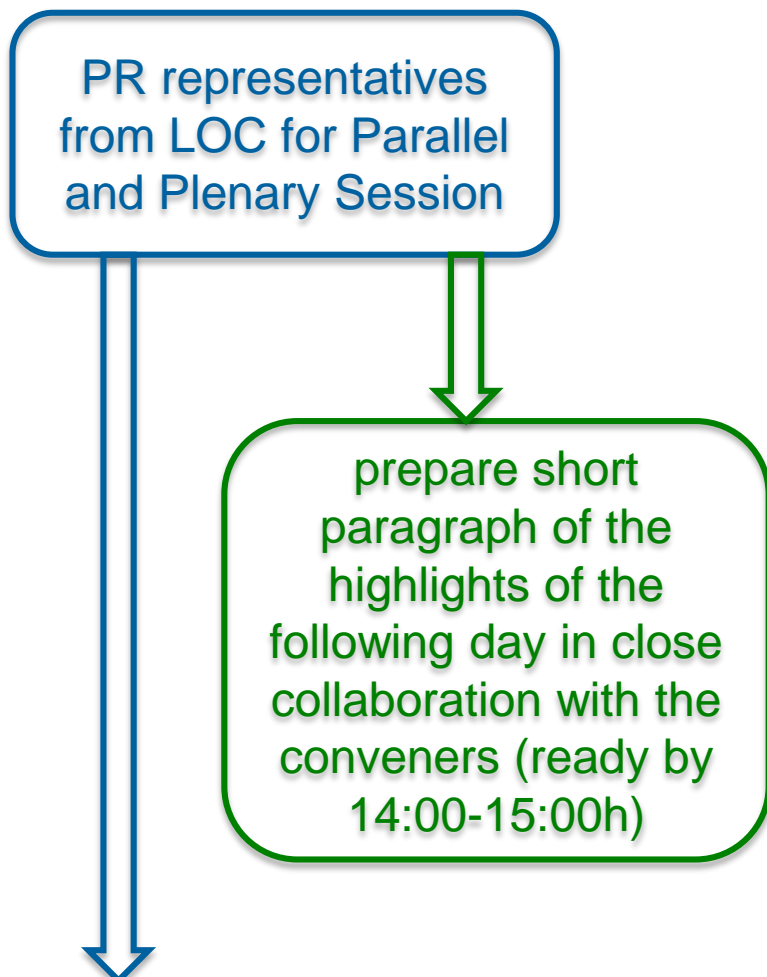 PR representatives
from LOC for Parallel
and Plenary Session
prepare short
paragraph of the
highlights of the
following day in close
collaboration with the
conveners (ready by
14:00-15:00h)